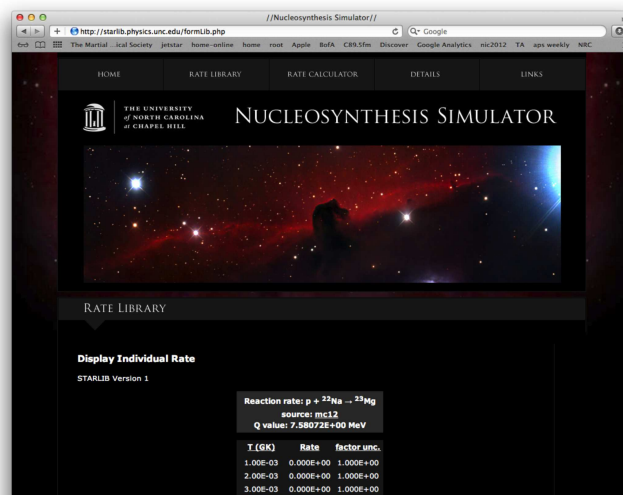 //Nucleosynthesis Simulator//
http://starlib.physics.unc.edu/formLib.php
Google
The Martial ...ical Society jetstar home-online home root Apple BofA C89.5fm Discover Google Analytics nic2012 TA aps weekly NRC
HOME RATE LIBRARY RATE CALCULATOR DETAILS LINKS
THE UNIVERSITY
of NORTH CAROLINA
at CHAPEL HILL
NUCLEOSYNTHESIS SIMULATOR
RATE LIBRARY
Display Individual Rate
STARLIB Version 1
Reaction rate: p + ²²Na → ²³Mg
source: mc12
Q value: 7.58072E+00 MeV
T (GK) Rate factor unc.
1.00E-03 0.000E+00 1.000E+00
2.00E-03 0.000E+00 1.000E+00
3.00E-03 0.000E+00 1.000E+00